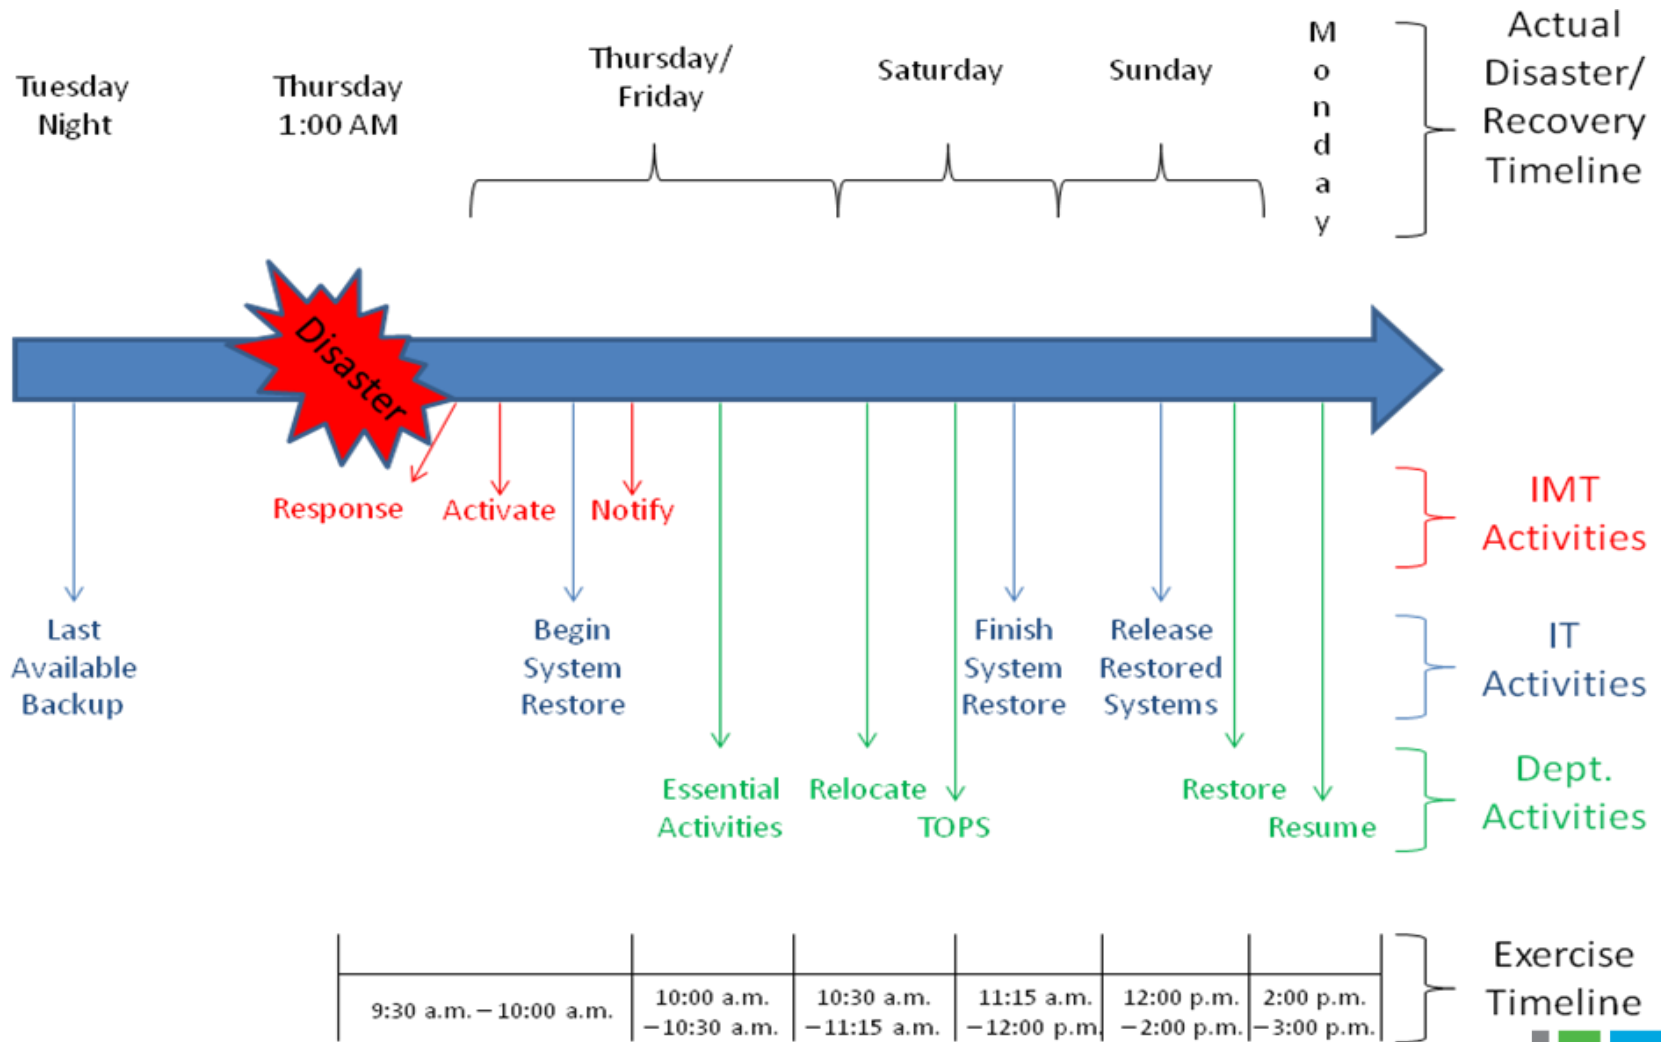 Tuesday
Night
Thursday
1:00 AM
Thursday/
Friday
Saturday
Sunday
M
o
n
d
a
y
Actual
Disaster/
Recovery
Timeline
Disaster
Response
Activate
Notify
IMT
Activities
Last
Available
Backup
Begin
System
Restore
Finish
System
Restore
Release
Restored
Systems
IT
Activities
Essential
Activities
Relocate
TOPS
Restore
Resume
Dept.
Activities
9:30 a.m. – 10:00 a.m.
10:00 a.m.
–10:30 a.m.
10:30 a.m.
–11:15 a.m.
11:15 a.m.
–12:00 p.m.
12:00 p.m.
–2:00 p.m.
2:00 p.m.
–3:00 p.m.
Exercise
Timeline